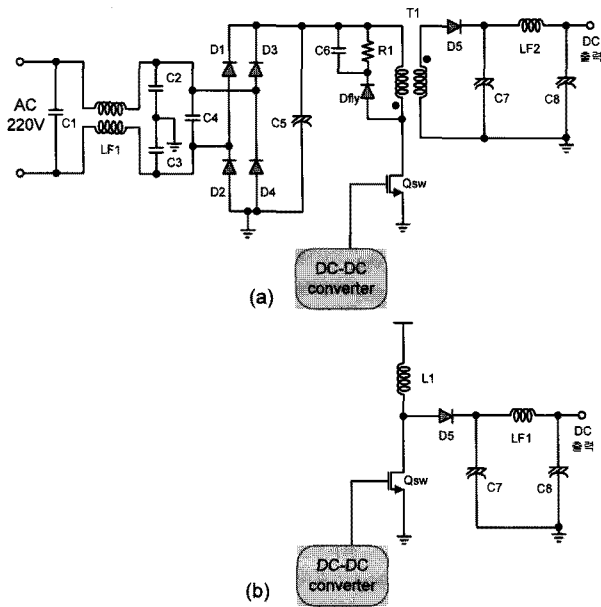 T1
D1
D3
C6
R1
D5
LF2
DC
출력
AC
220V
C1
LF1
C2
C3
C4
C5
Dfly
C7
C8
D2
D4
Qsw
DC-DC
converter
(a)
L1
D5
LF1
DC
출력
Qsw
C7
C8
DC-DC
converter
(b)